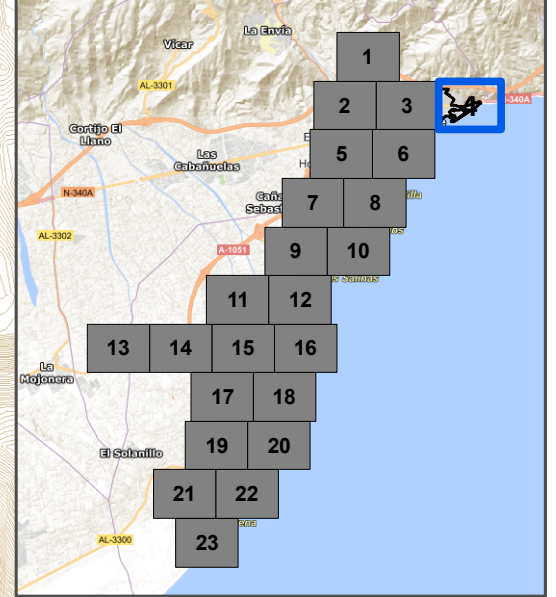 La Envía
Vícar
1
AL-3301
2 3 4 N-340A
Cortijo El
Llano
Las
Cabañuelas
5 6
N-340A
7 8
AL-3302
A-1051
9 10
s Salinas
11 12
13 14 15 16
La
Mojonera
17 18
El Solanillo
19 20
21 22
ena
AL-3300
23